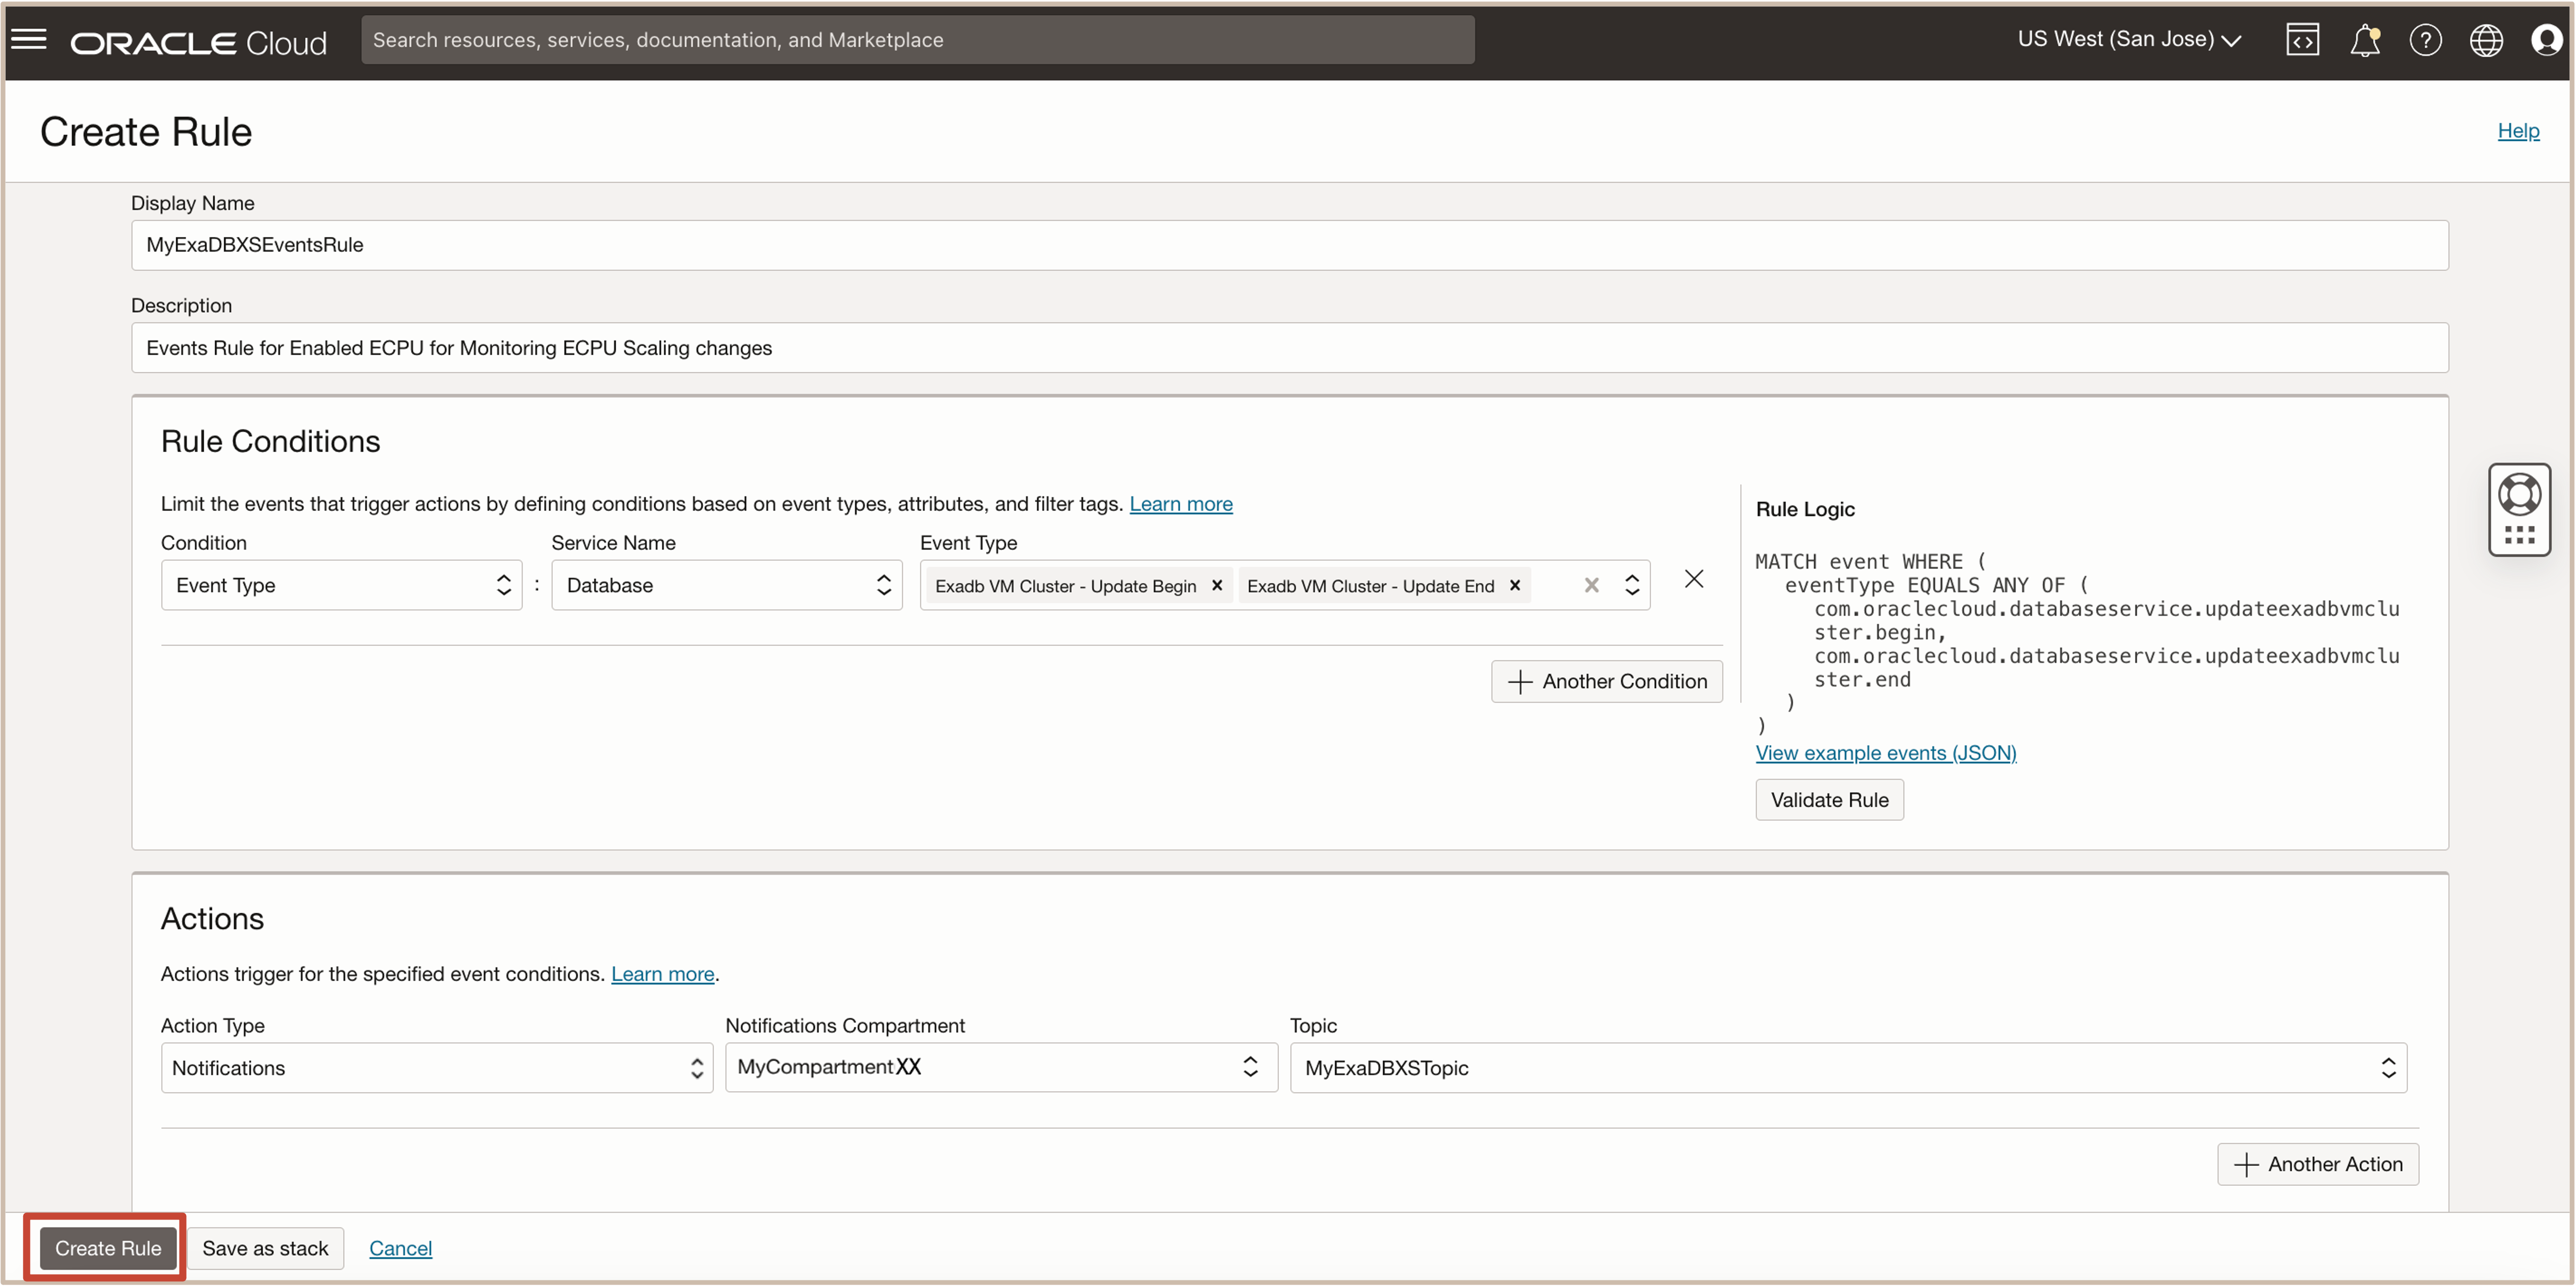 ORACLE Cloud
Search resources, services, documentation, and Marketplace
US West (San Jose)
Create Rule
Help
Display Name
MyExaDBXSEventsRule
Description
Events Rule for Enabled ECPU for Monitoring ECPU Scaling changes
Rule Conditions
Limit the events that trigger actions by defining conditions based on event types, attributes, and filter tags. Learn more
Condition
Service Name
Event Type
Event Type
:
Database
Exadb VM Cluster - Update Begin ×
Exadb VM Cluster - Update End ×
Another Condition
Rule Logic
MATCH event WHERE (
eventType EQUALS ANY OF (
com.oraclecloud.databaseservice.updateexadbvmclu
ster.begin,
com.oraclecloud.databaseservice.updateexadbvmclu
ster.end
)
)
View example events (JSON)
Validate Rule
Actions
Actions trigger for the specified event conditions. Learn more.
Action Type
Notifications Compartment
Topic
Notifications
MyCompartmentXX
MyExaDBXSTopic
Another Action
Create Rule
Save as stack
Cancel